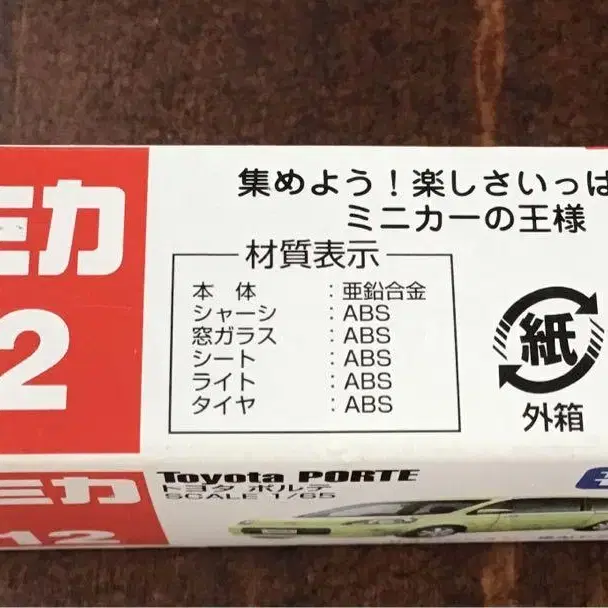 集めよう！楽しさいっぱ
ミニカーの王様
ミカ
2
材質表示
本体：亜鉛合金
シャーシ：ABS
窓ガラス：ABS
シート：ABS
ライト：ABS
タイヤ：ABS
紙
外箱
ミカ
12
Toyota PORTE
トヨタ ポルテ
SCALE 1/65